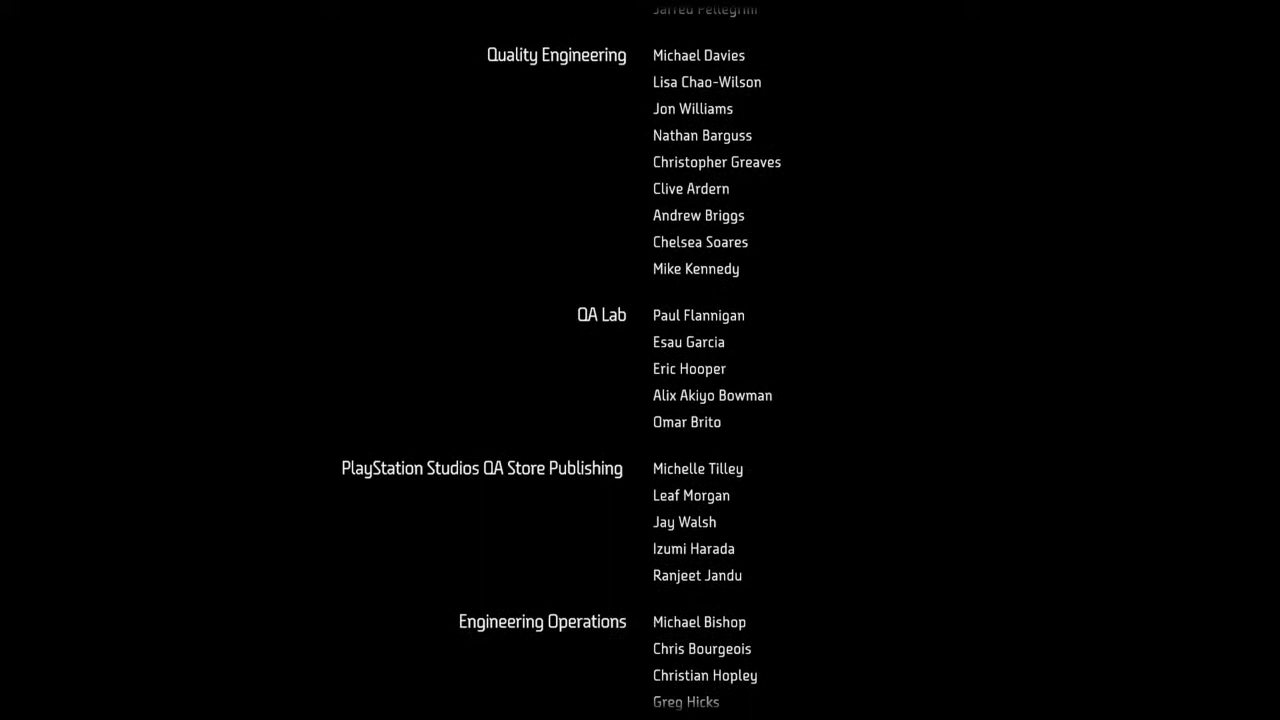 Jarred Pellegrini
Quality Engineering Michael Davies
Lisa Chao-Wilson
Jon Williams
Nathan Barguss
Christopher Greaves
Clive Ardern
Andrew Briggs
Chelsea Soares
Mike Kennedy
QA Lab Paul Flannigan
Esau Garcia
Eric Hooper
Alix Akiyo Bowman
Omar Brito
PlayStation Studios QA Store Publishing Michelle Tilley
Leaf Morgan
Jay Walsh
Izumi Harada
Ranjeet Jandu
Engineering Operations Michael Bishop
Chris Bourgeois
Christian Hopley
Greg Hicks